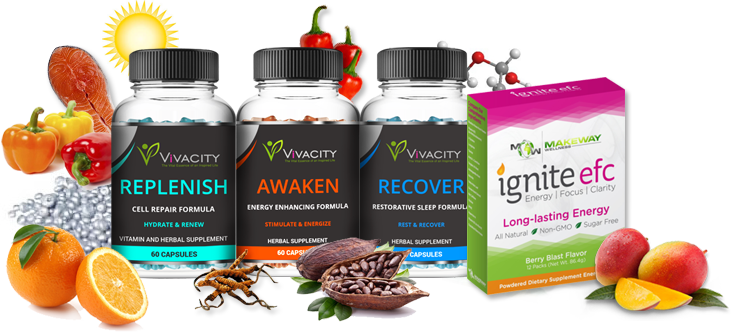 ViVACITY
REPLENISH
CELL REPAIR FORMULA
HYDRATE & RENEW
VITAMIN AND HERBAL SUPPLEMENT
60 CAPSULES
ViVACITY
AWAKEN
ENERGY ENHANCING FORMULA
STIMULATE & ENERGIZE
HERBAL SUPPLEMENT
60 CAPSULES
ViVACITY
RECOVER
RESTORATIVE SLEEP FORMULA
REST & RECOVER
HERBAL SUPPLEMENT
60 CAPSULES
ignite efc
MW MAKEWAY
WELLNESS
ignite efc
Energy | Focus | Clarity
Long-lasting Energy
All Natural Non-GMO Sugar Free
Berry Blast Flavor
Powdered Dietary Supplement